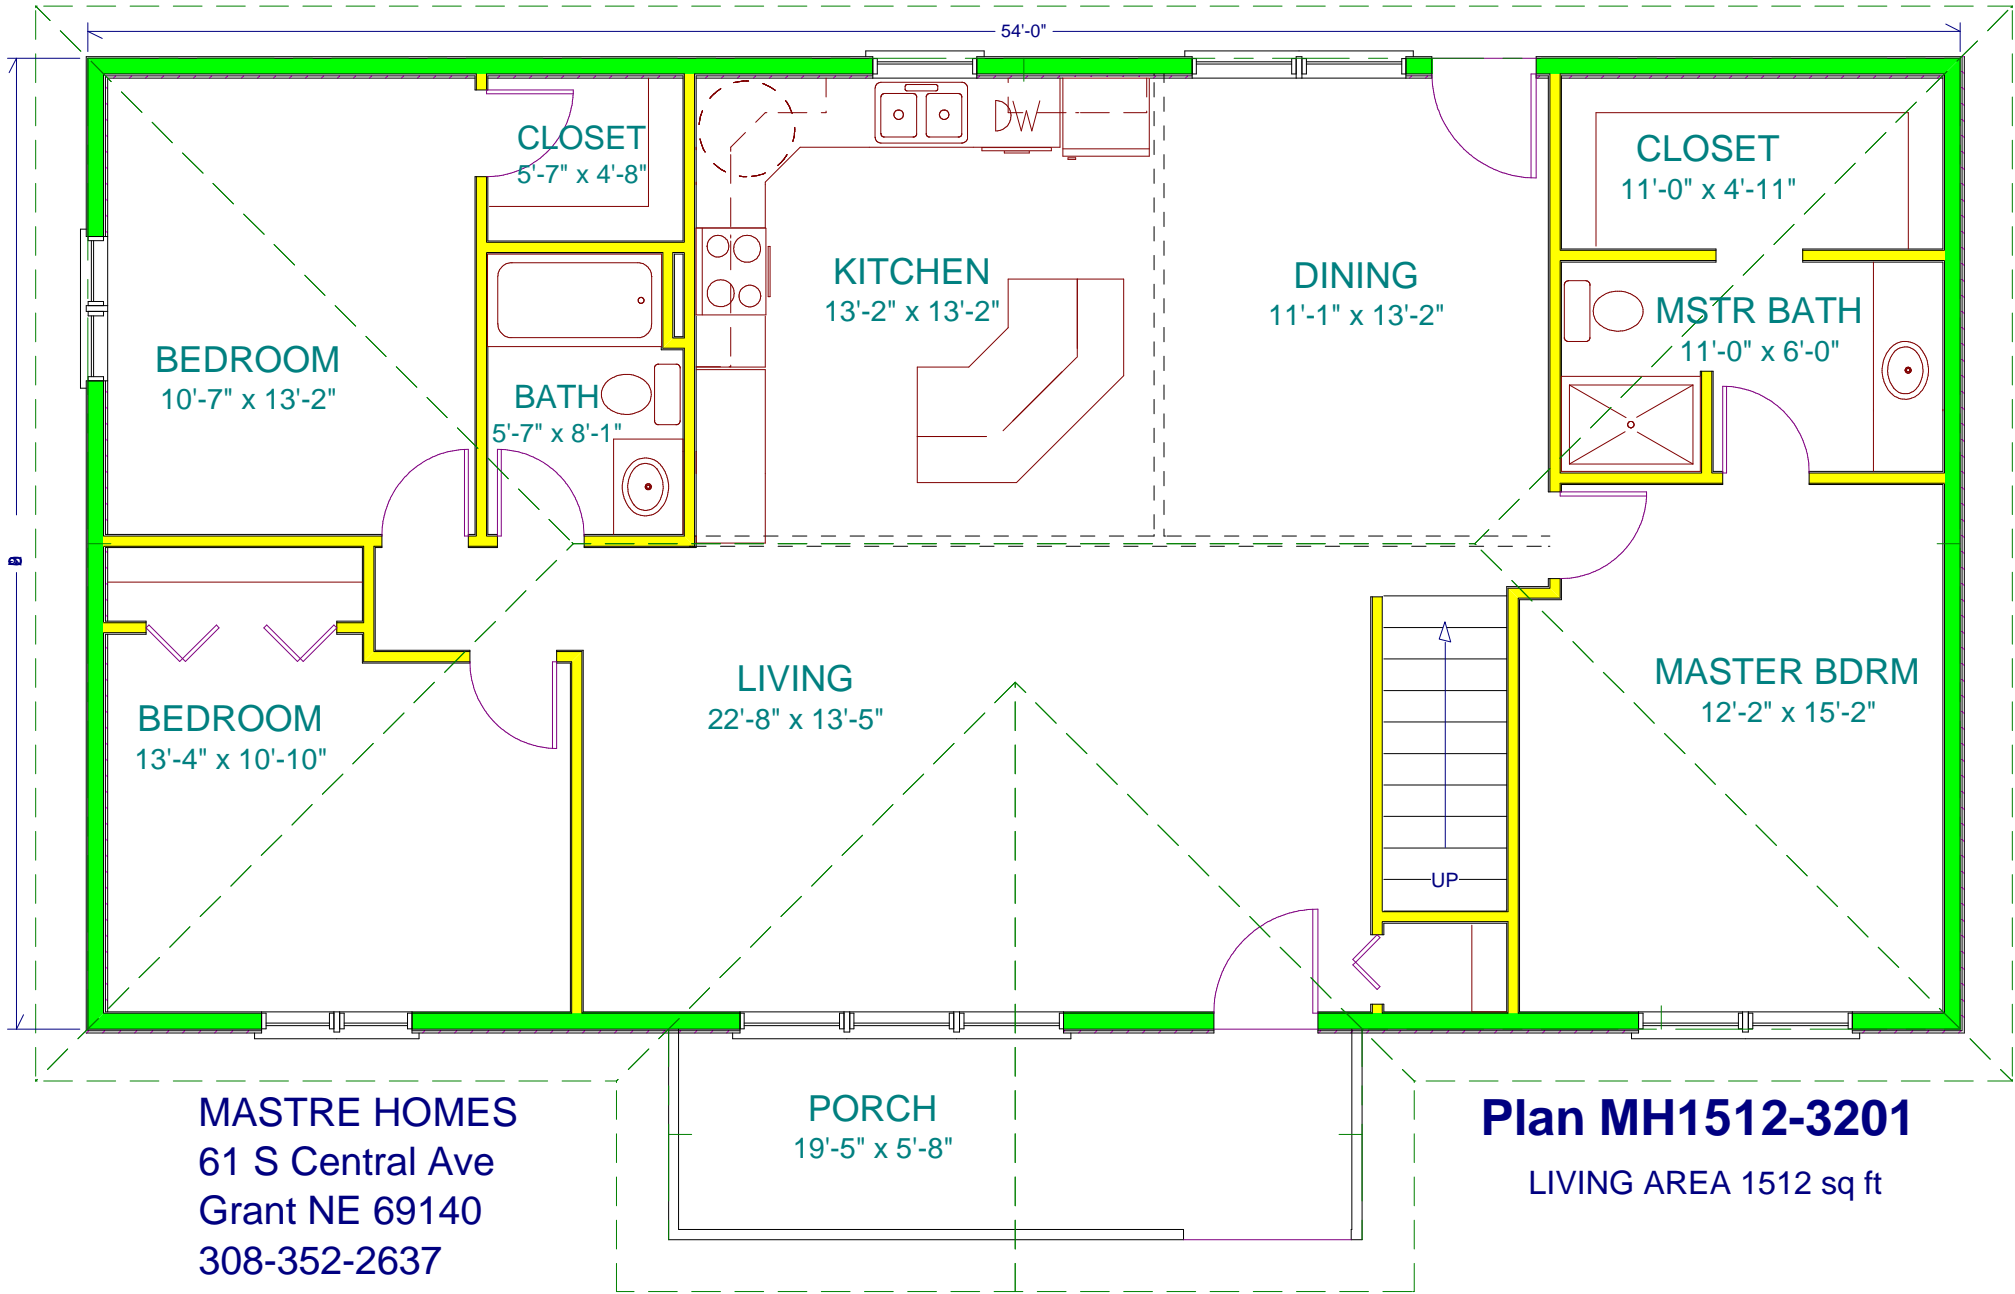 54'-0"
CLOSET
5'-7" x 4'-8"
DW
CLOSET
11'-0" x 4'-11"
KITCHEN
13'-2" x 13'-2"
DINING
11'-1" x 13'-2"
MSTR BATH
11'-0" x 6'-0"
BEDROOM
10'-7" x 13'-2"
BATH
5'-7" x 8'-1"
LIVING
22'-8" x 13'-5"
MASTER BDRM
12'-2" x 15'-2"
BEDROOM
13'-4" x 10'-10"
UP
PORCH
19'-5" x 5'-8"
MASTRE HOMES
61 S Central Ave
Grant NE 69140
308-352-2637
Plan MH1512-3201
LIVING AREA 1512 sq ft